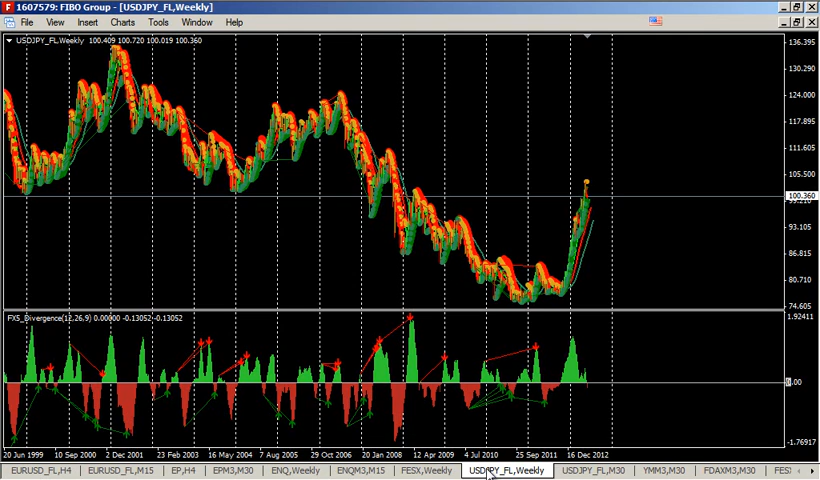 1607579: FIBO Group - [USDJPY_FL,Weekly]
File View Insert Charts Tools Window Help
USDJPY_FL,Weekly 100.409 100.720 100.019 100.360
136.395
130.290
124.000
117.895
111.605
105.500
100.360
93.105
86.815
80.710
74.605
FX5_Divergence(12,26,9) 0.00000 -0.13052 -0.13052
1.92411
0.00
-1.76917
20 Jun 1999 10 Sep 2000 2 Dec 2001 23 Feb 2003 16 May 2004 7 Aug 2005 29 Oct 2006 20 Jan 2008 12 Apr 2009 4 Jul 2010 25 Sep 2011 16 Dec 2012
EURUSD_FL,H4 EURUSD_FL,M15 EP,H4 EPM3,M30 ENQ,Weekly ENQM3,M15 FESX,Weekly USDJPY_FL,Weekly USDJPY_FL,M30 YMM3,M30 FDAXM3,M30 FES